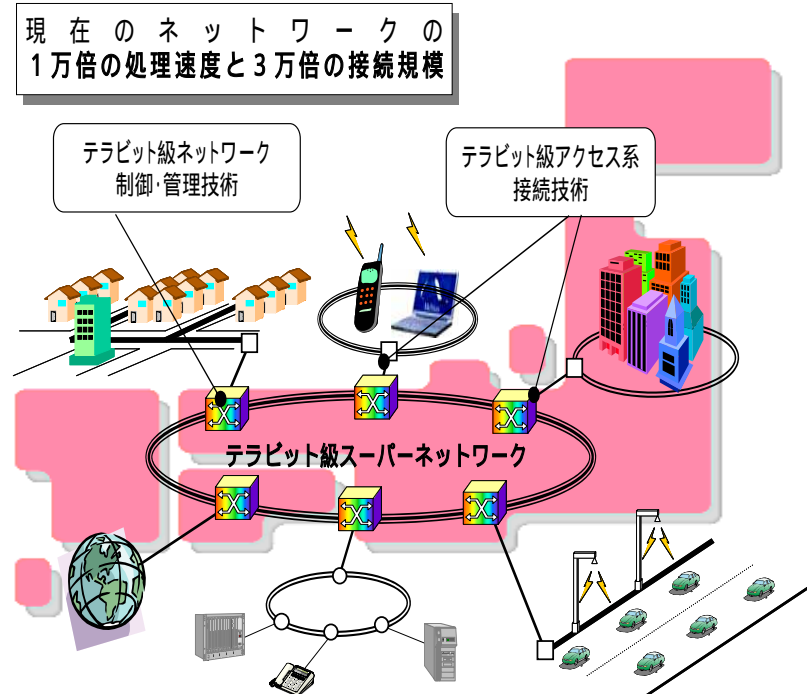 現在のネットワークの
1万倍の処理速度と3万倍の接続規模
テラビット級ネットワーク
制御･管理技術
テラビット級アクセス系
接続技術
テラビット級スーパーネットワーク